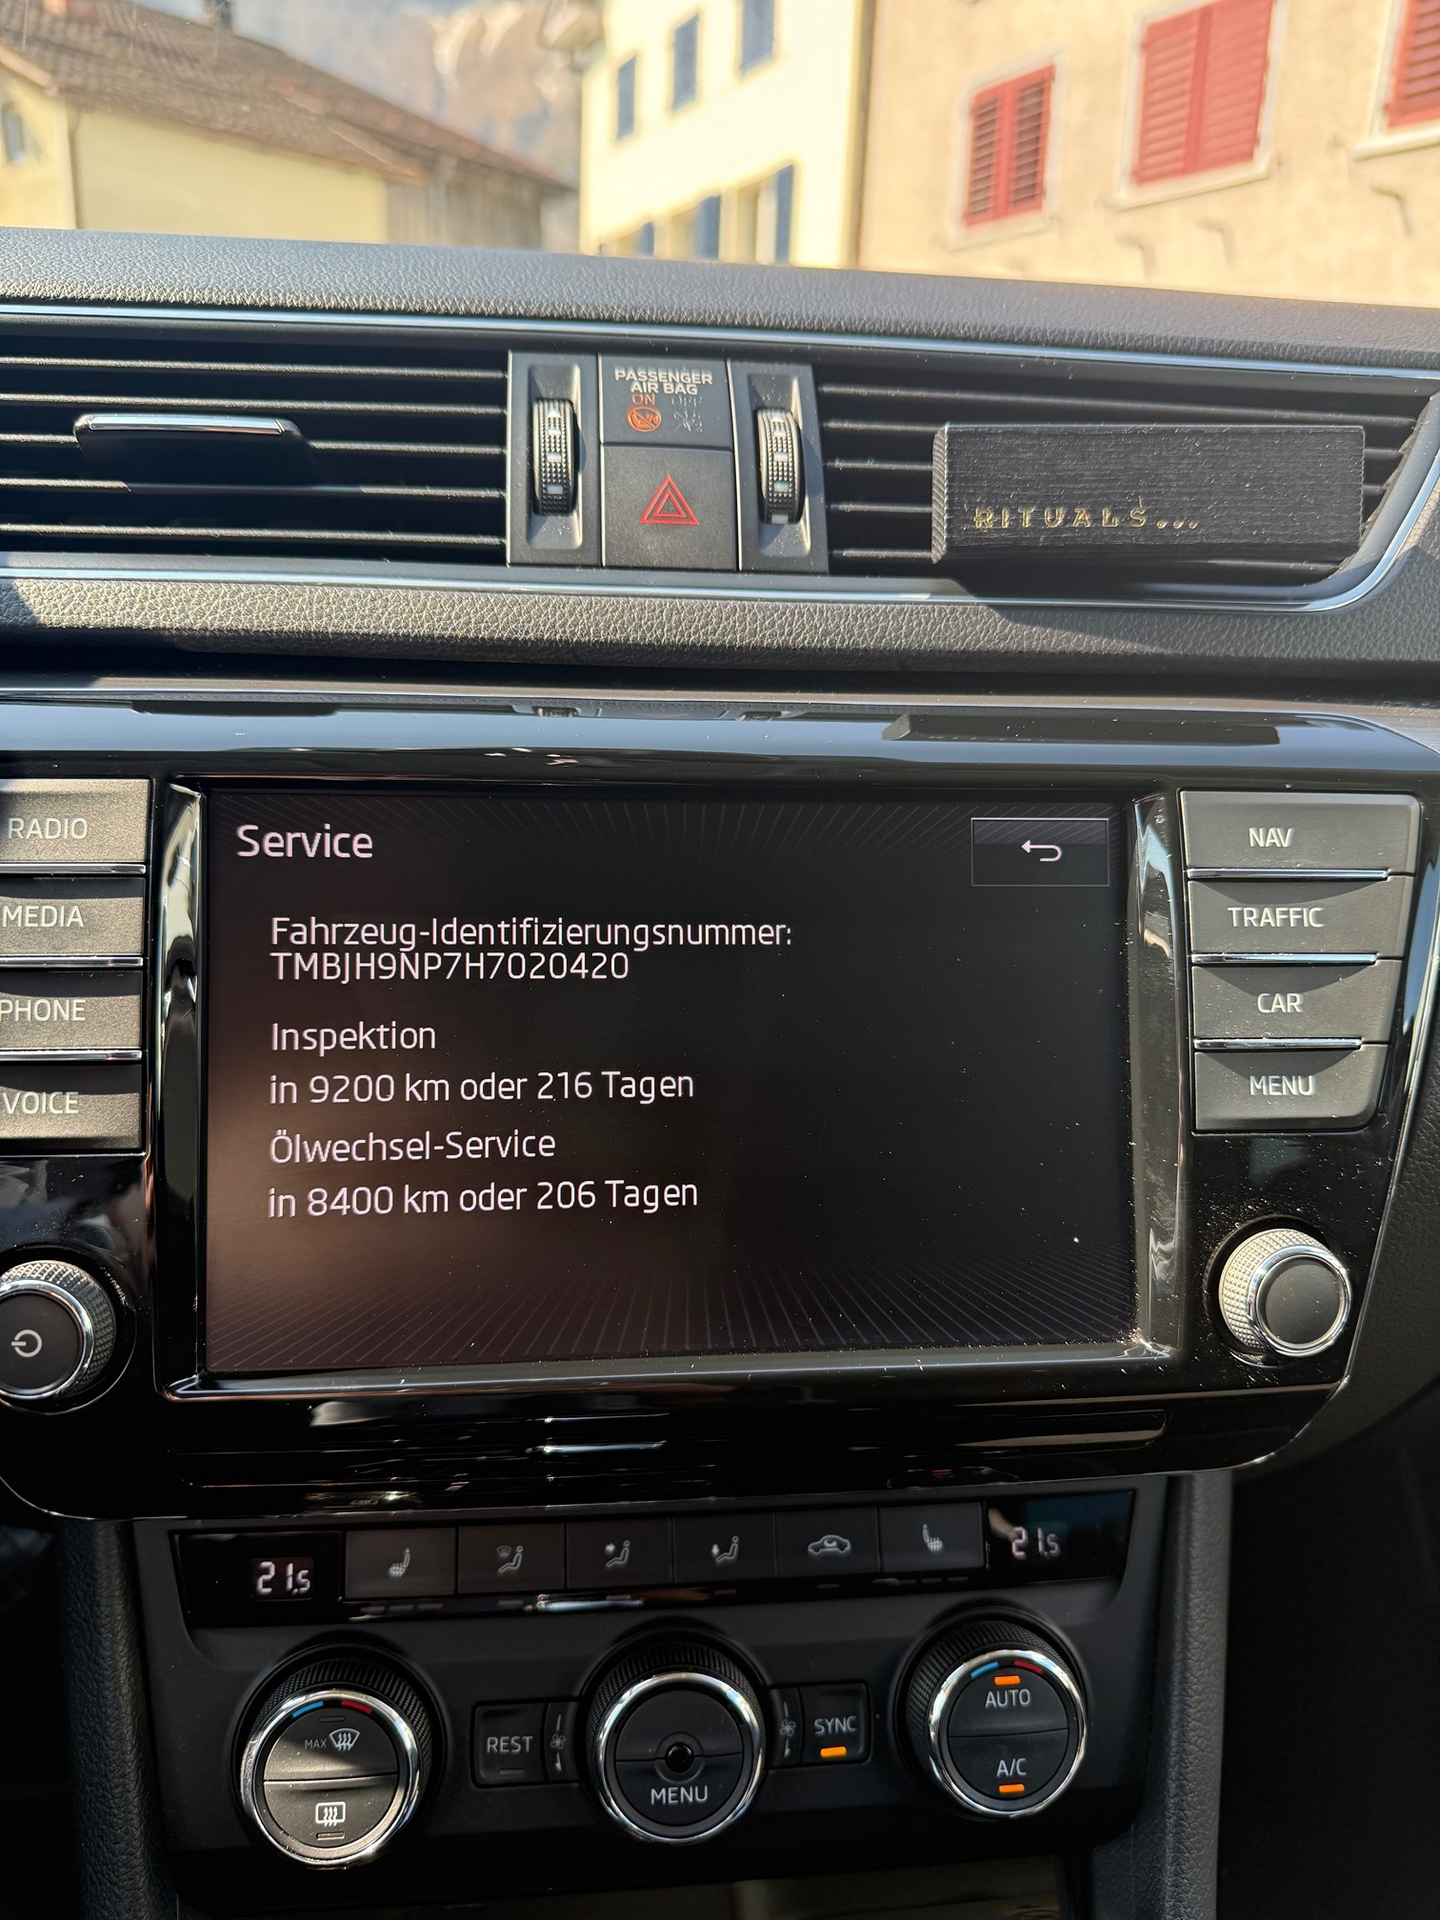 PASSENGER
AIR BAG
ON OFF
RITUALS...
RADIO
MEDIA
PHONE
VOICE
Service
Fahrzeug-Identifizierungsnummer:
TMBJH9NP7H7020420
Inspektion
in 9200 km oder 216 Tagen
Ölwechsel-Service
in 8400 km oder 206 Tagen
NAV
TRAFFIC
CAR
MENU
21.5
21.5
MAX
REST
MENU
SYNC
AUTO
A/C